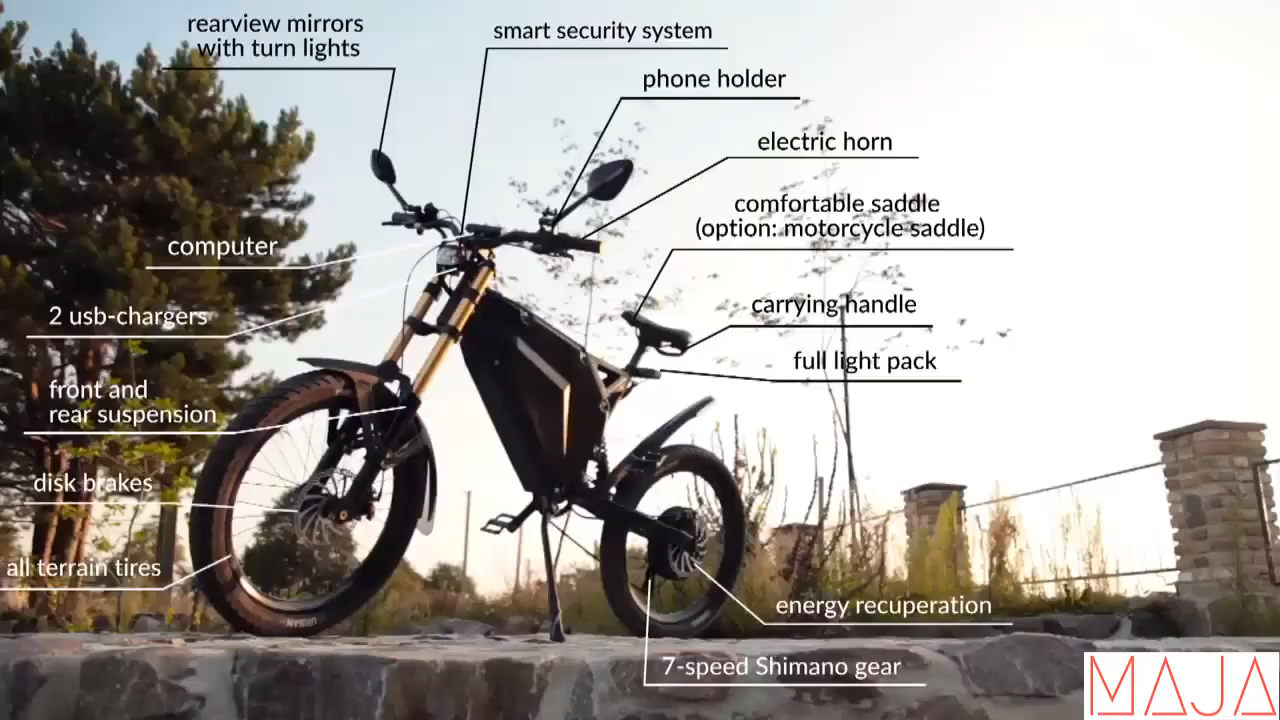 rearview mirrors
with turn lights
smart security system
phone holder
electric horn
comfortable saddle
(option: motorcycle saddle)
computer
carrying handle
2 usb-chargers
full light pack
front and
rear suspension
disk brakes
all terrain tires
energy recuperation
7-speed Shimano gear
URBAN
MAJA